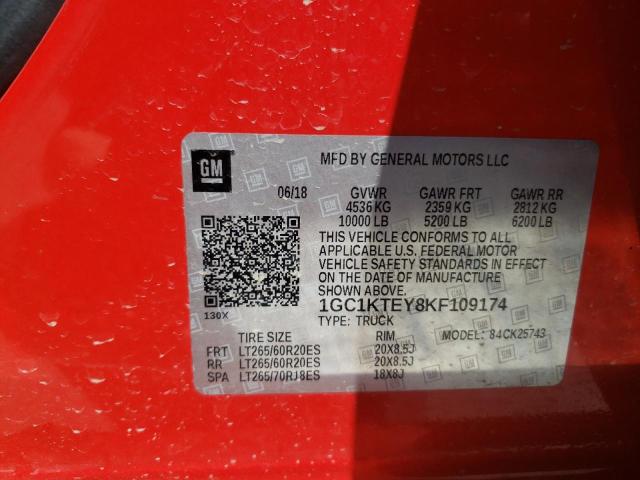 GM
MFD BY GENERAL MOTORS LLC
06/18 GVWR GAWR FRT GAWR RR
4536 KG 2359 KG 2812 KG
10000 LB 5200 LB 6200 LB
THIS VEHICLE CONFORMS TO ALL
APPLICABLE U.S. FEDERAL MOTOR
VEHICLE SAFETY STANDARDS IN EFFECT
ON THE DATE OF MANUFACTURE
SHOWN ABOVE.
130X
1GC1KTEY8KF109174
TYPE: TRUCK
TIRE SIZE RIM MODEL: 84CK25743
FRT LT265/60R20ES 20X8.5J
RR LT265/60R20ES 20X8.5J
SPA LT265/70R18ES 18X8J